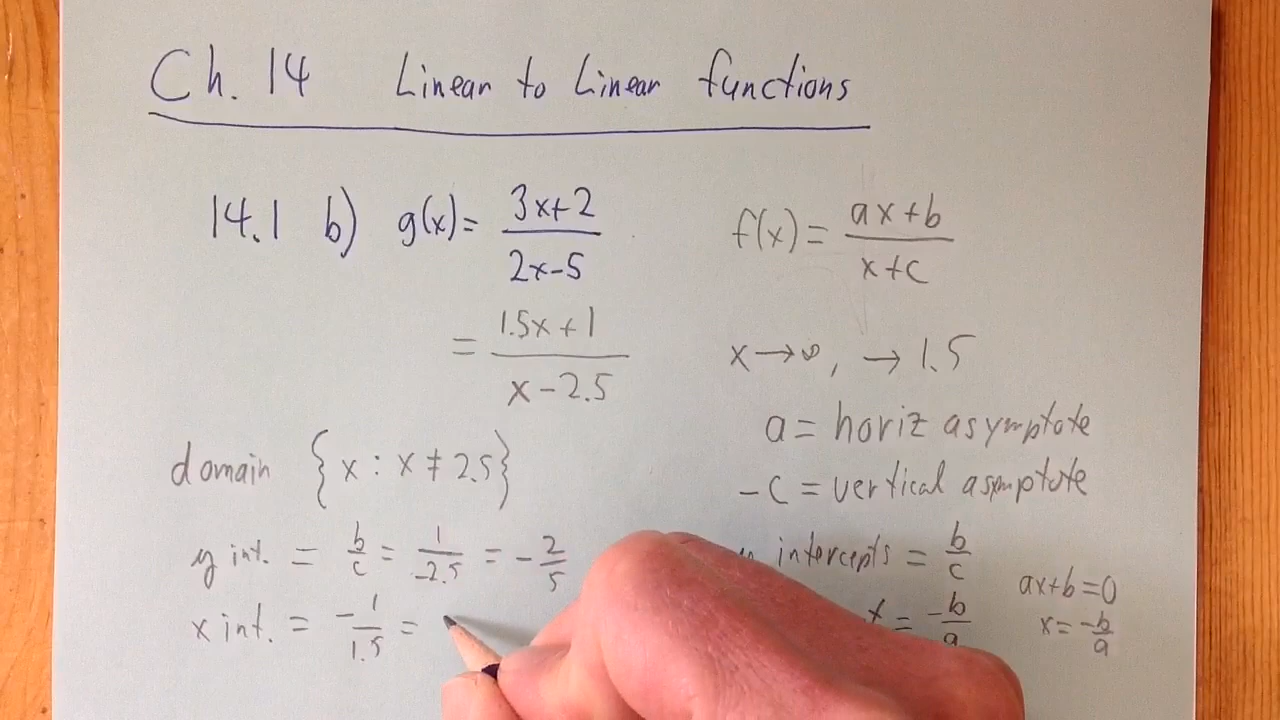 Ch. 14 Linear to Linear functions
14.1 b) g(x) = (3x+2)/(2x-5)
= (1.5x+1)/(x-2.5)
domain {x : x ≠ 2.5}
y int. = b/c = 1/-2.5 = -2/5
x int. = -1/1.5 =
f(x) = (ax+b)/(x+c)
x → ∞, → 1.5
a = horiz asymptote
-c = vertical asymptote
intercepts = b/c
x = -b/a
ax+b=0
x = -b/a